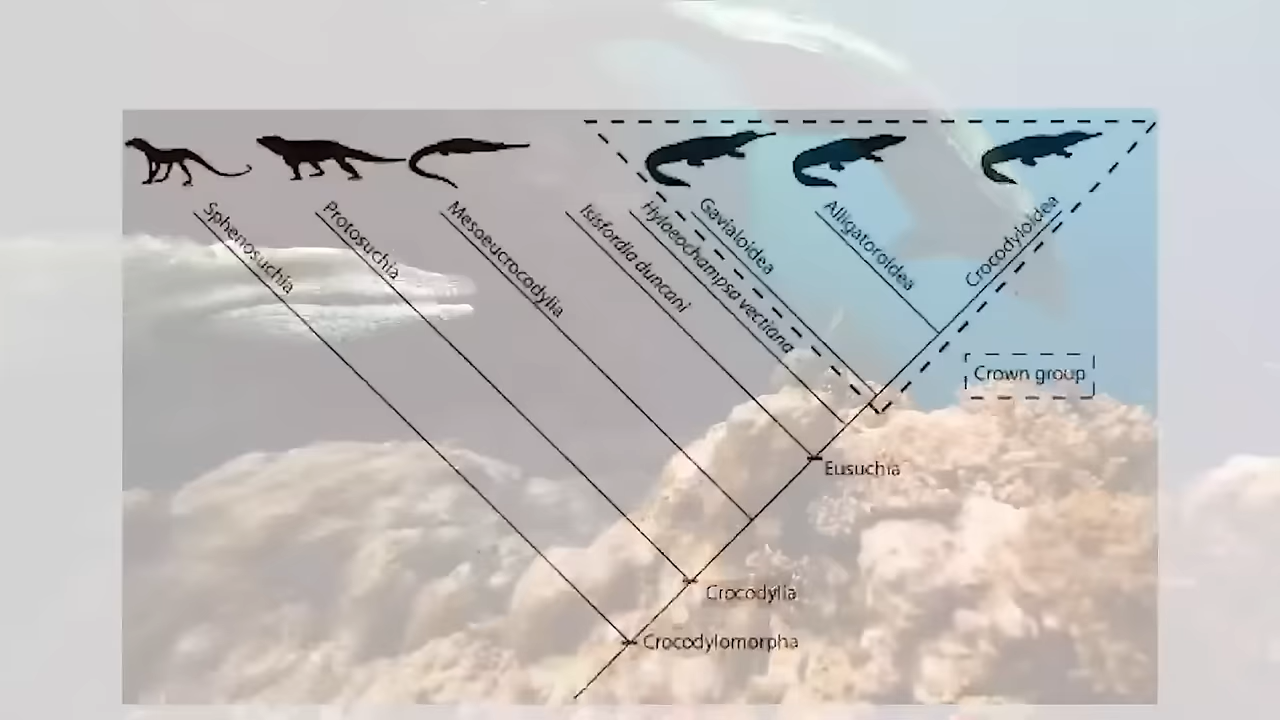 Sphenosuchia
Protosuchia
Mesoeucrocodylia
Isisfordia duncani
Hylaeochampsa vectiana
Gavialoidea
Alligatoroidea
Crocodyloidea
Crown group
Eusuchia
Crocodylia
Crocodylomorpha